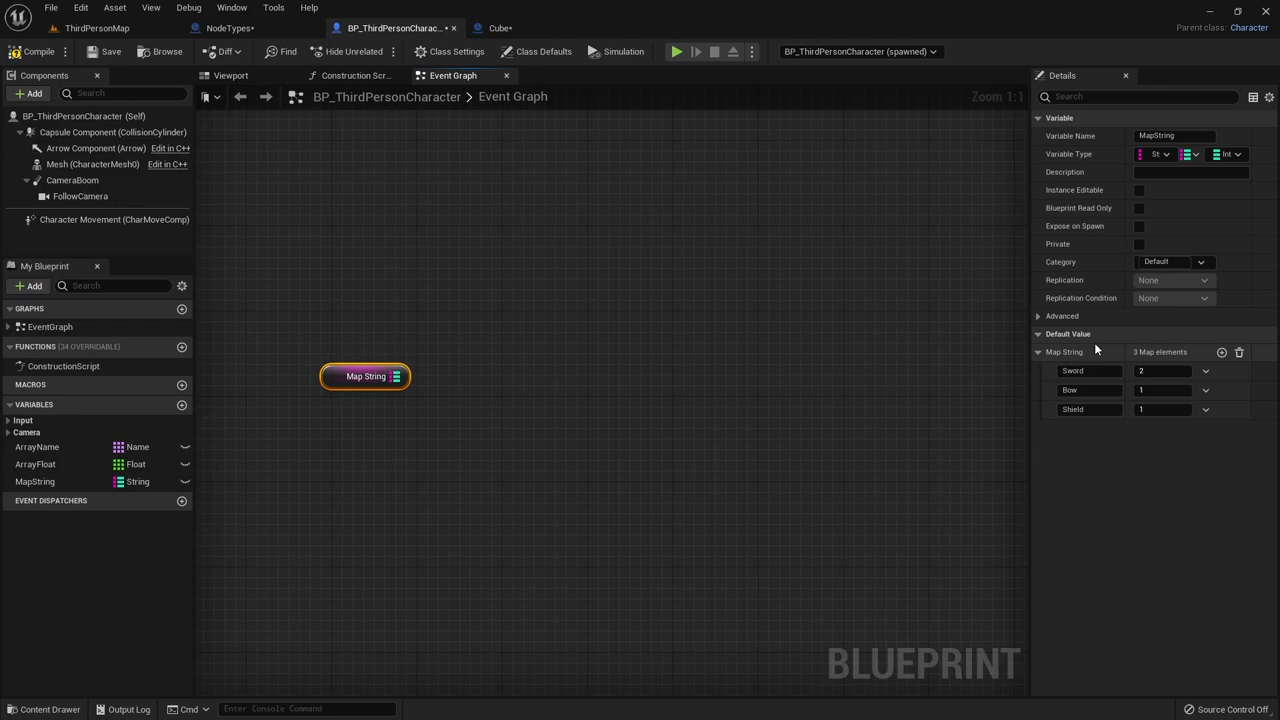 File Edit Asset View Debug Window Tools Help
ThirdPersonMap NodeTypes* BP_ThirdPersonCharac...* Cube*
Parent class: Character
Compile Save Browse Diff Find Hide Unrelated Class Settings Class Defaults Simulation BP_ThirdPersonCharacter (spawned)
Components
Add Search
BP_ThirdPersonCharacter (Self)
Capsule Component (CollisionCylinder)
Arrow Component (Arrow) Edit in C++
Mesh (CharacterMesh0) Edit in C++
CameraBoom
FollowCamera
Character Movement (CharMoveComp)
My Blueprint
Add Search
GRAPHS
EventGraph
FUNCTIONS (34 OVERRIDABLE)
ConstructionScript
MACROS
VARIABLES
Input
Camera
ArrayName Name
ArrayFloat Float
MapString String
EVENT DISPATCHERS
Viewport Construction Scr... Event Graph
BP_ThirdPersonCharacter > Event Graph
Zoom 1:1
Map String
BLUEPRINT
Details
Search
Variable
Variable Name MapString
Variable Type St Int
Description
Instance Editable
Blueprint Read Only
Expose on Spawn
Private
Category Default
Replication None
Replication Condition None
Advanced
Default Value
Map String 3 Map elements
Sword 2
Bow 1
Shield 1
Content Drawer Output Log Cmd Enter Console Command
Source Control Off